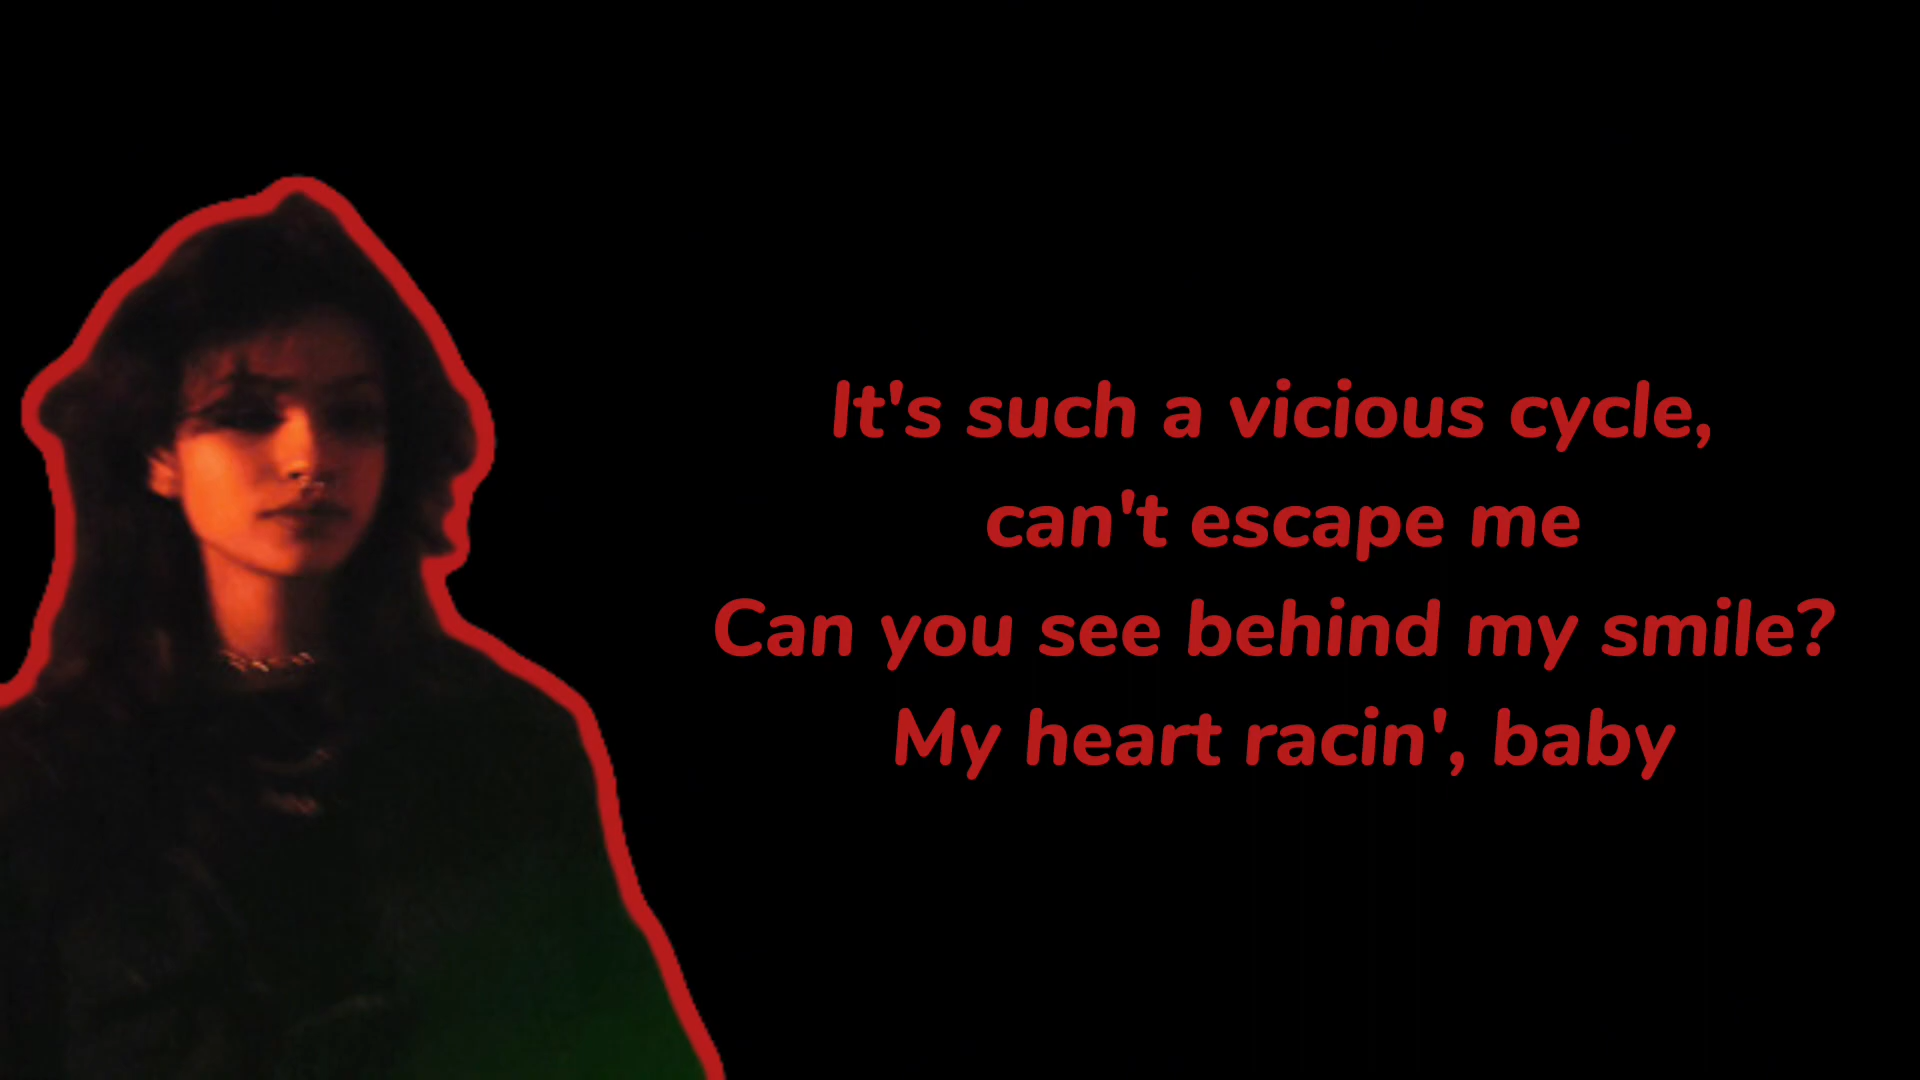 It's such a vicious cycle,
can't escape me
Can you see behind my smile?
My heart racin', baby